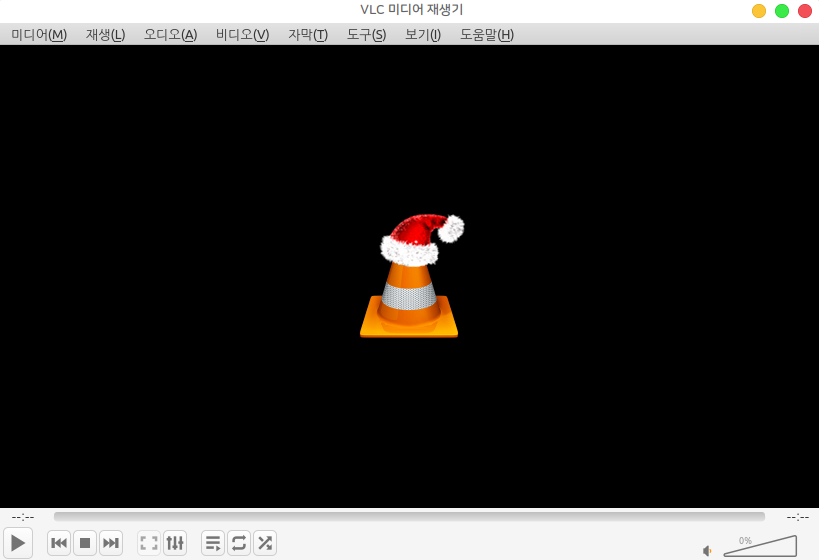 VLC 미디어 재생기
미디어(M) 재생(L) 오디오(A) 비디오(V) 자막(T) 도구(S) 보기(I) 도움말(H)
--:-- --:--
0%